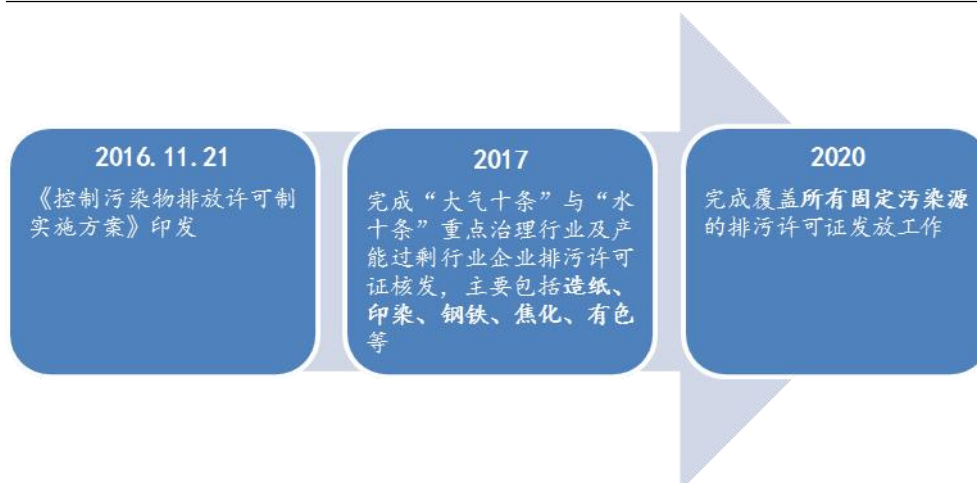 2016.11.21
《控制污染物排放许可制
实施方案》印发
2017
完成“大气十条”与“水
十条”重点治理行业及产
能过剩行业企业排污许可
证核发，主要包括造纸、
印染、钢铁、焦化、有色
等
2020
完成覆盖所有固定污染源
的排污许可证发放工作